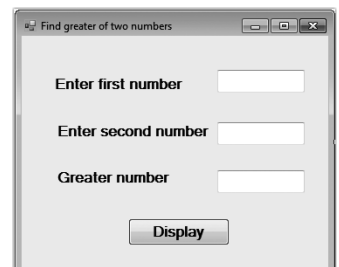 Find greater of two numbers
Enter first number
Enter second number
Greater number
Display